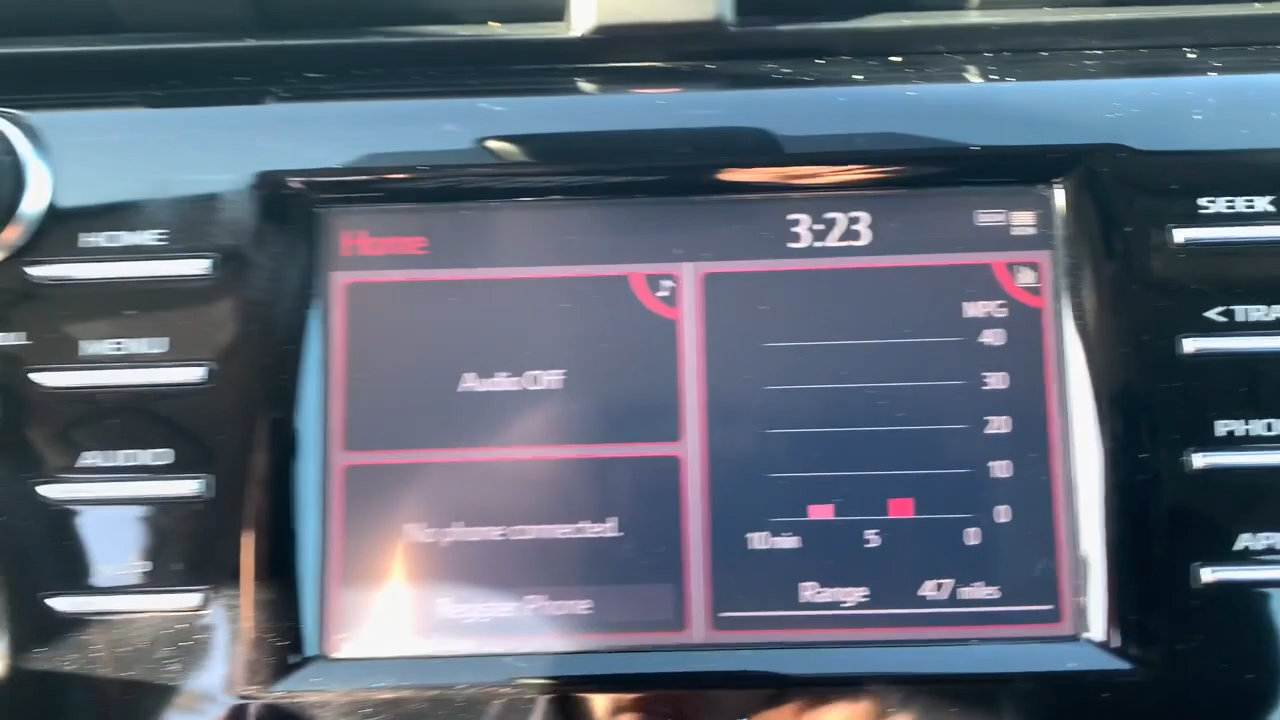 HOME
MENU
AUDIO
Home
3:23
Audio Off
No phone connected.
Phone
MPG
40
30
20
10
0
10min 5 0
Range 47 miles
SEEK
< TRA
PHO
AP